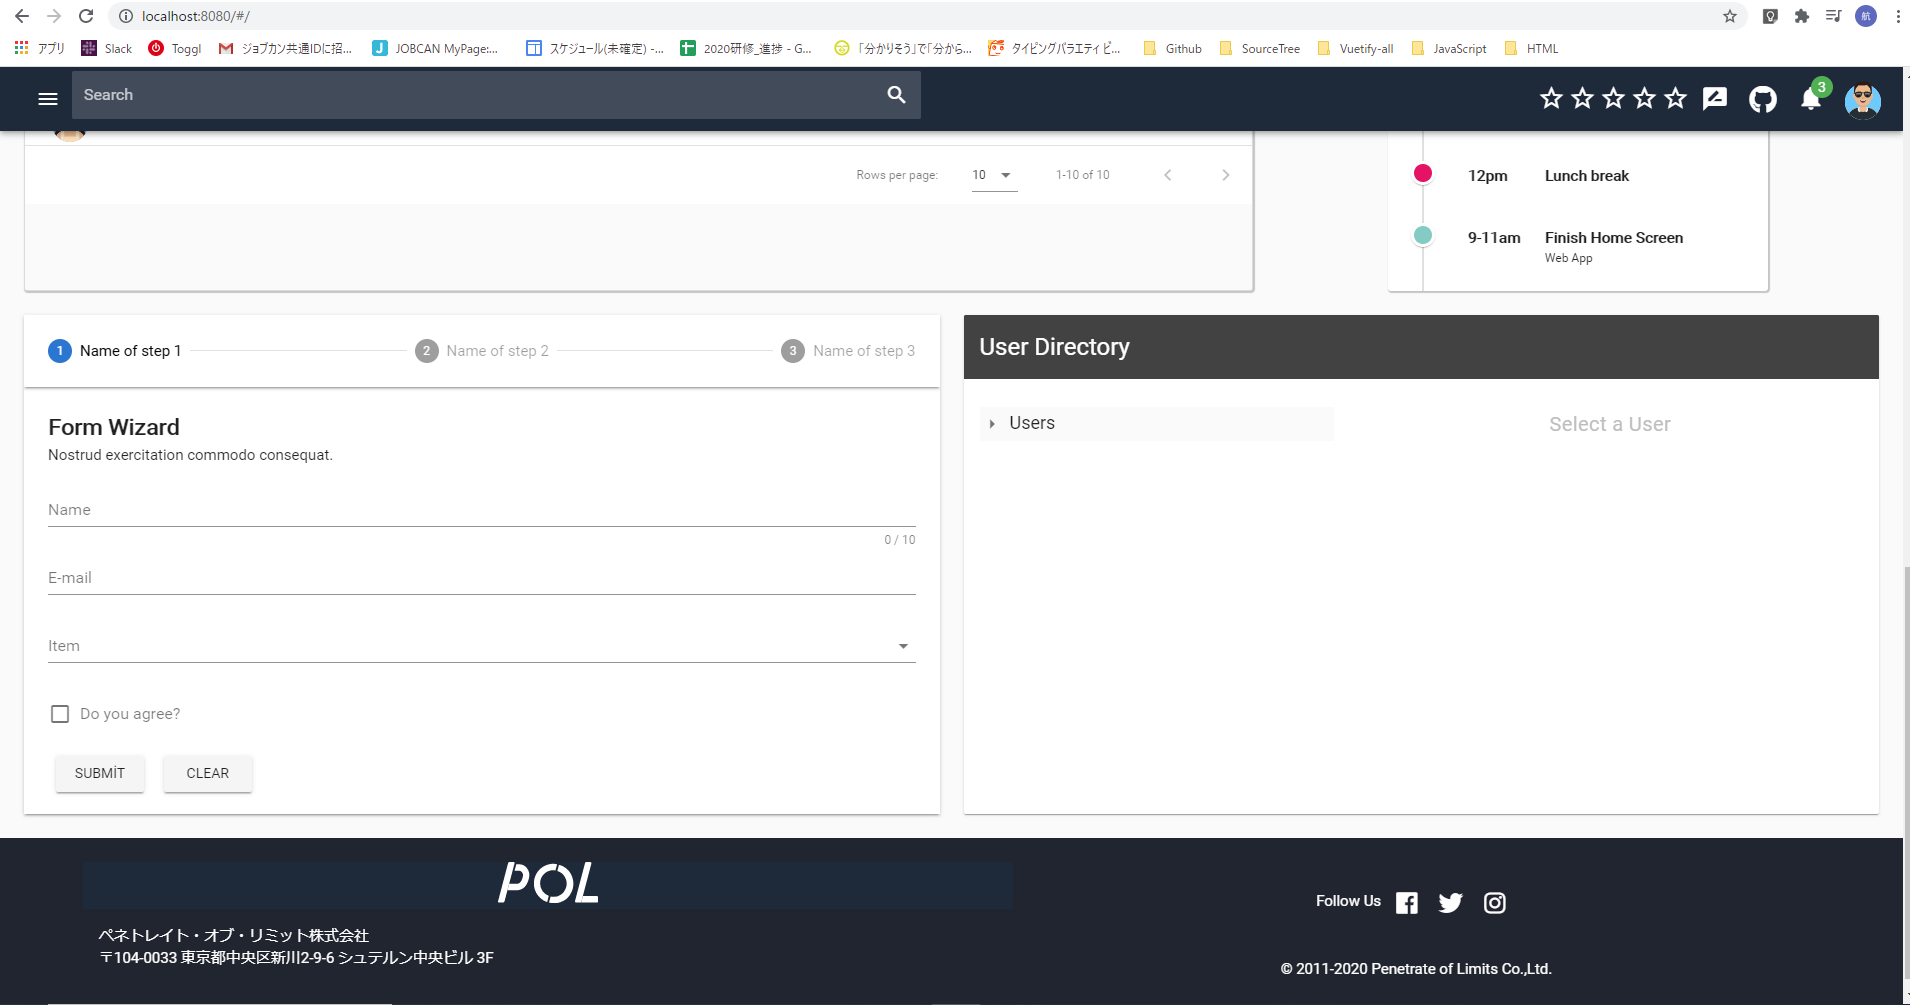 localhost:8080/#/
アプリ Slack Toggl ジョブカン共通IDに招... JOBCAN MyPage:... スケジュール(未確定) -... 2020研修_進捗 - G... 「分かりそう」で「分から... タイピングバラエティ ビ... Github SourceTree Vuetify-all JavaScript HTML
Search
3
航
Rows per page: 10 1-10 of 10
12pm Lunch break
9-11am Finish Home Screen
Web App
1 Name of step 1 2 Name of step 2 3 Name of step 3
Form Wizard
Nostrud exercitation commodo consequat.
Name
0 / 10
E-mail
Item
Do you agree?
SUBMİT CLEAR
User Directory
Users
Select a User
POL
ペネトレイト・オブ・リミット株式会社
〒104-0033 東京都中央区新川2-9-6 シュテルン中央ビル 3F
Follow Us
© 2011-2020 Penetrate of Limits Co.,Ltd.